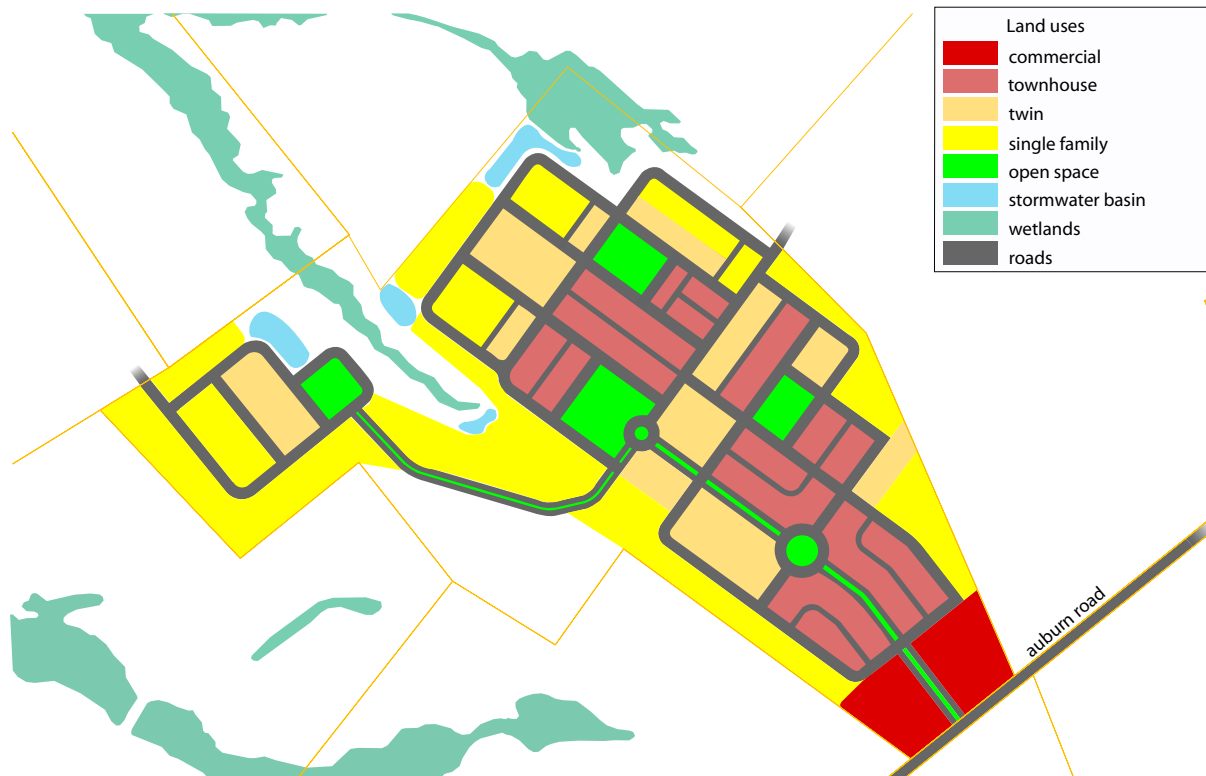 Land uses
commercial
townhouse
twin
single family
open space
stormwater basin
wetlands
roads
auburn road